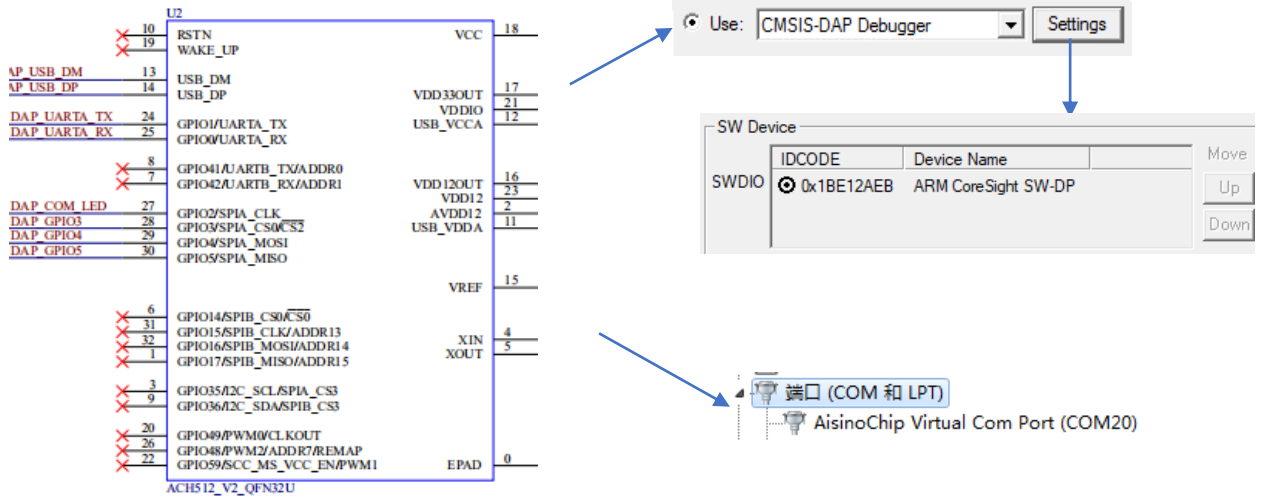 U2
10 RSTN VCC 18
19 WAKE_UP
AP_USB_DM 13 USB_DM
AP_USB_DP 14 USB_DP VDD33OUT 17
VDDIO 21
DAP_UARTA_TX 24 GPIO1/UARTA_TX USB_VCCA 12
DAP_UARTA_RX 25 GPIO0/UARTA_RX
8 GPIO41/UARTB_TX/ADDR0
7 GPIO42/UARTB_RX/ADDR1 VDD12OUT 16
VDD12 23
DAP_COM_LED 27 GPIO2/SPIA_CLK AVDD12 2
DAP_GPIO3 28 GPIO3/SPIA_CS0/CS2 USB_VDDA 11
DAP_GPIO4 29 GPIO4/SPIA_MOSI
DAP_GPIO5 30 GPIO5/SPIA_MISO
VREF 15
6 GPIO14/SPIB_CS0/CS0
31 GPIO15/SPIB_CLK/ADDR13
32 GPIO16/SPIB_MOSI/ADDR14 XIN 4
1 GPIO17/SPIB_MISO/ADDR15 XOUT 5
3 GPIO35/I2C_SCL/SPIA_CS3
9 GPIO36/I2C_SDA/SPIB_CS3
20 GPIO49/PWM0/CLKOUT
26 GPIO48/PWM2/ADDR7/REMAP
22 GPIO59/SCC_MS_VCC_EN/PWM1 EPAD 0
ACH512_V2_QFN32U
Use: CMSIS-DAP Debugger Settings
SW Device
IDCODE Device Name Move
SWDIO 0x1BE12AEB ARM CoreSight SW-DP Up
Down
端口 (COM 和 LPT)
AisinoChip Virtual Com Port (COM20)